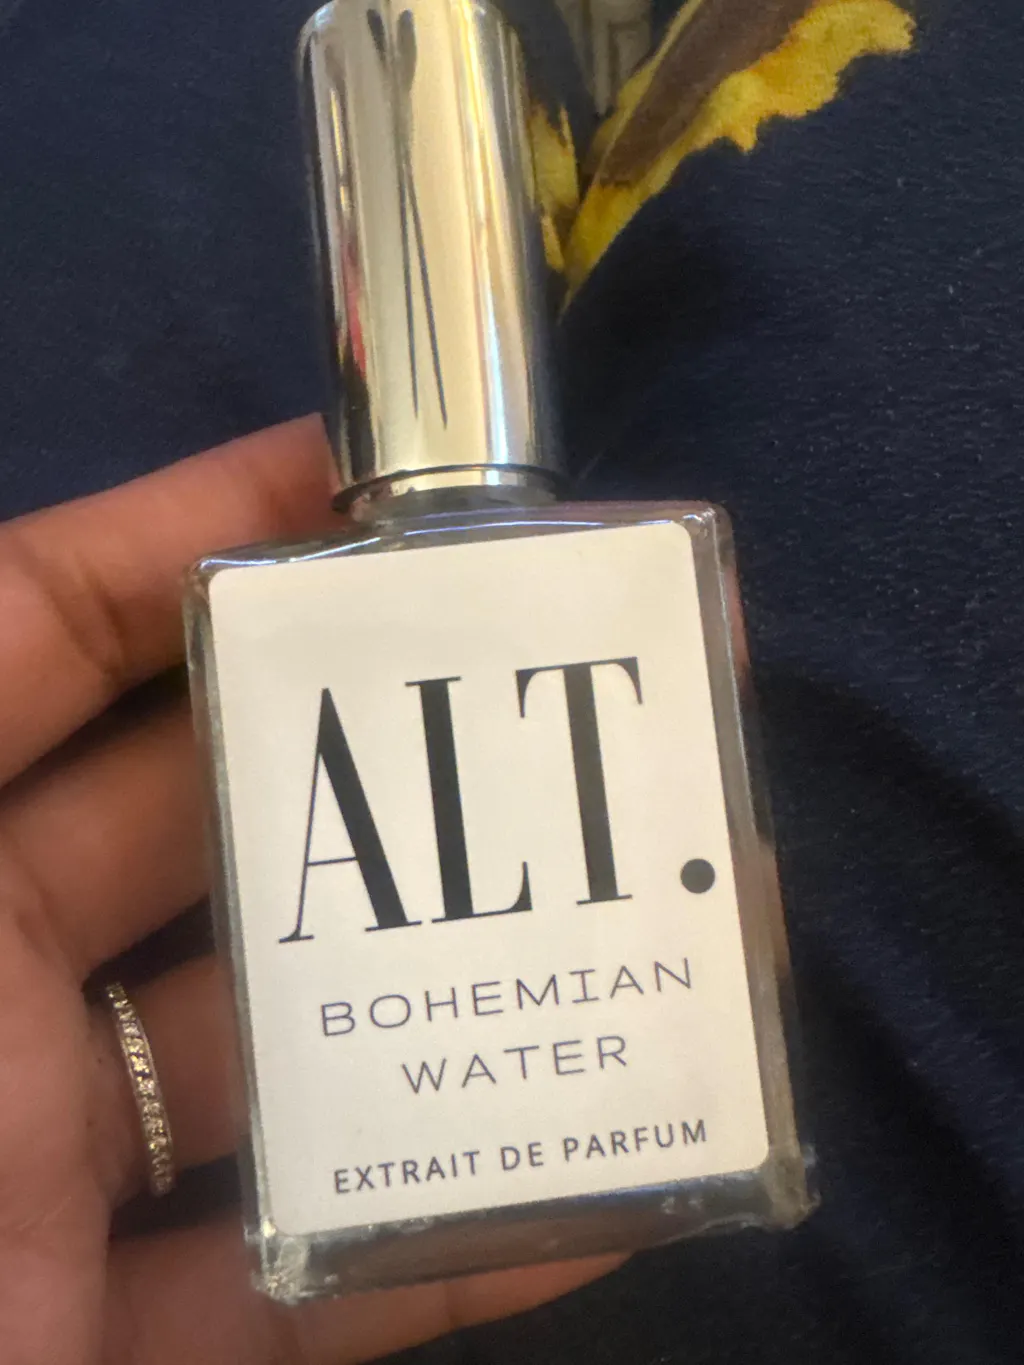 ALT.
BOHEMIAN
WATER
EXTRAIT DE PARFUM